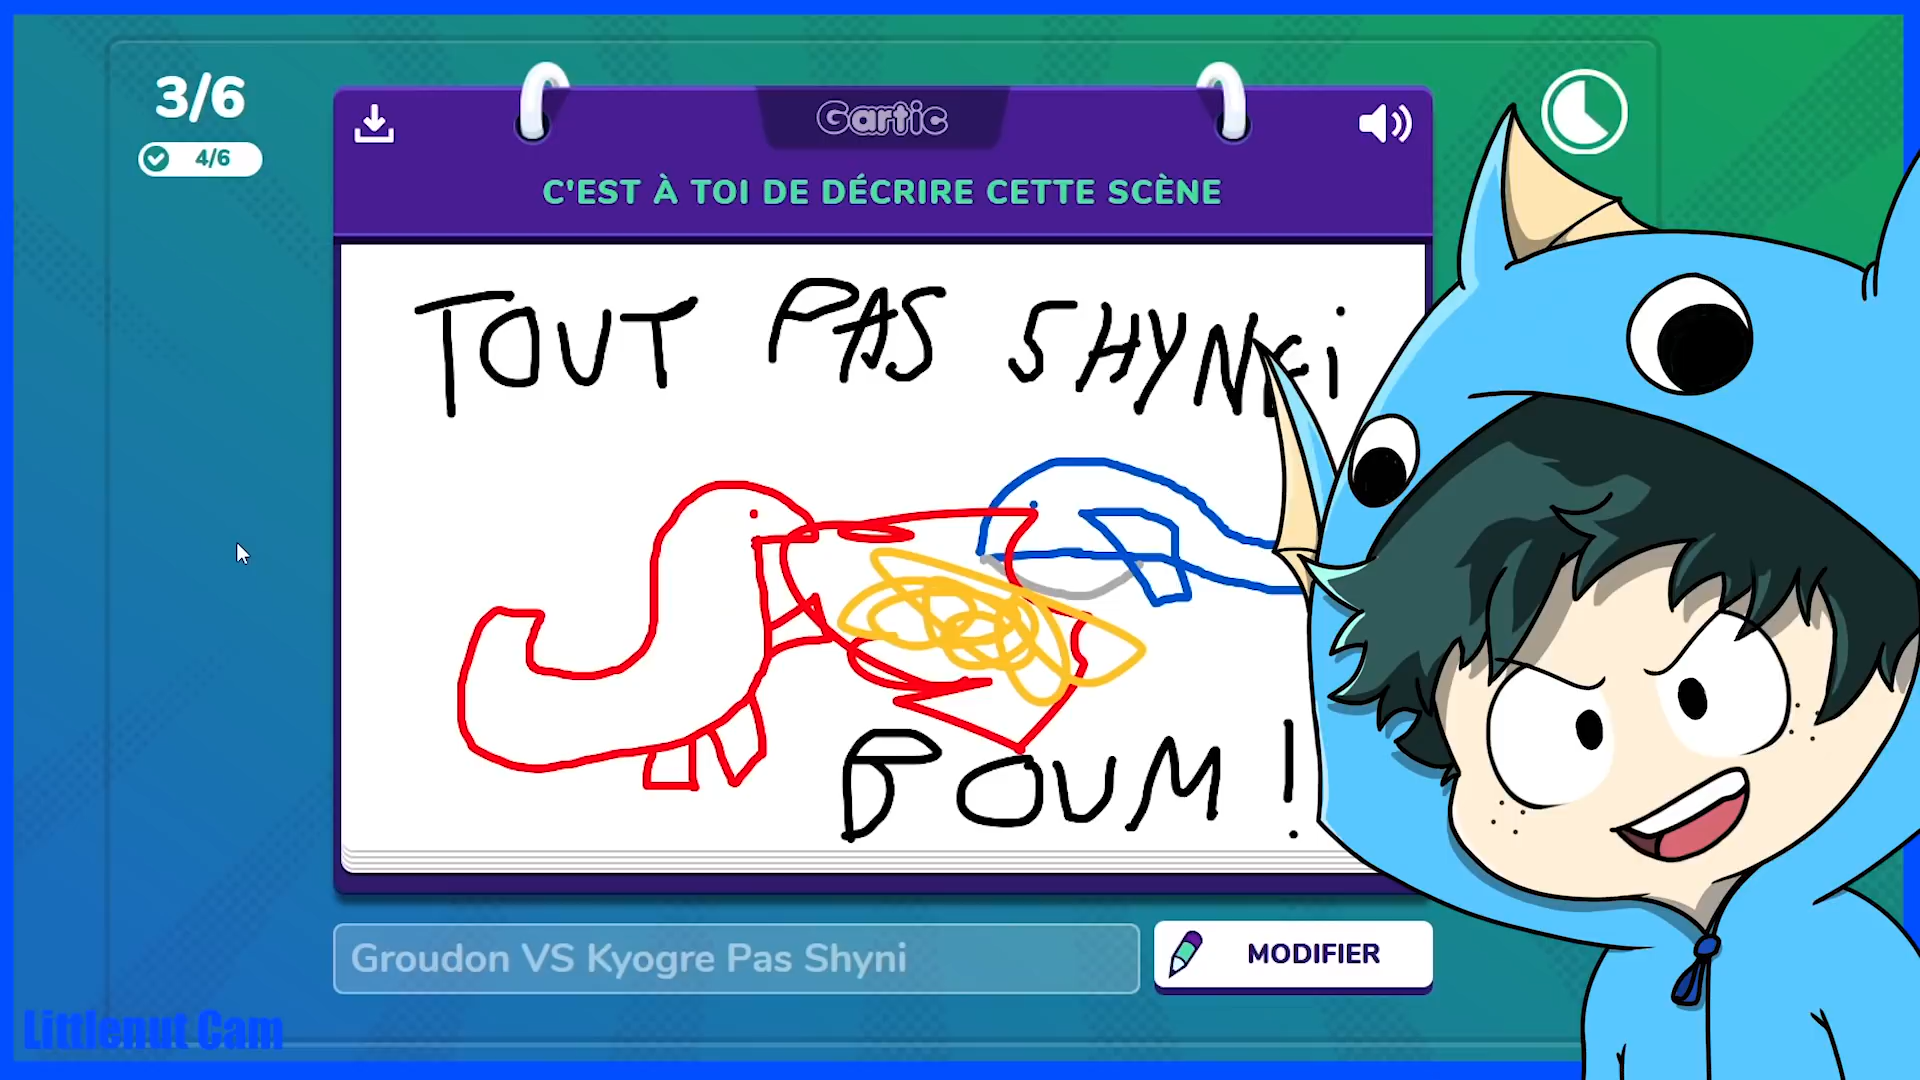 3/6
4/6
Gartic
C'EST À TOI DE DÉCRIRE CETTE SCÈNE
TOUT PAS SHYNI
BOUM !
Groudon VS Kyogre Pas Shyni
MODIFIER
Littlenut Cam